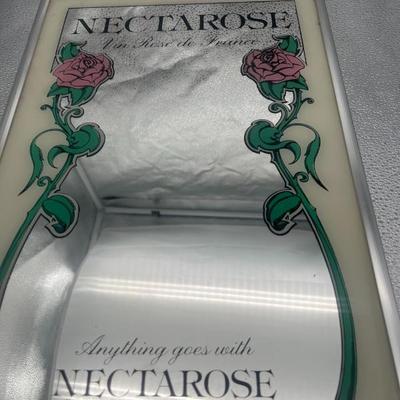 NECTAROSE
Vin Rosé de France
Anything goes with
NECTAROSE